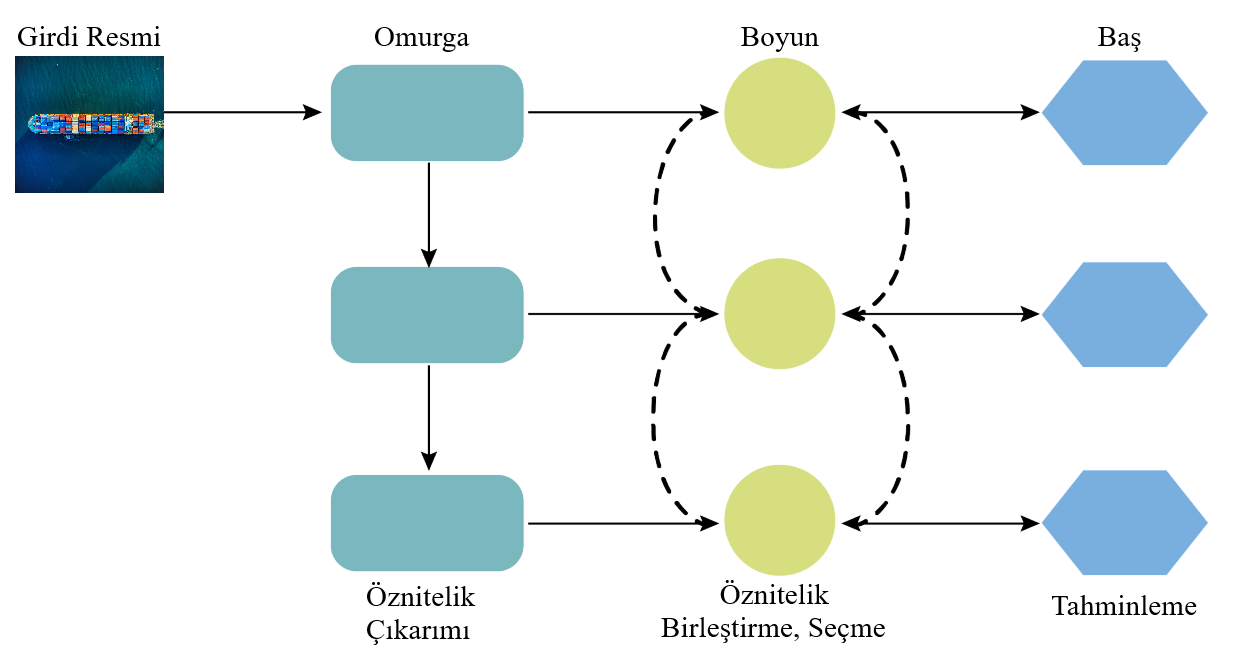 Girdi Resmi
Omurga
Boyun
Baş
Öznitelik
Çıkarımı
Öznitelik
Birleştirme, Seçme
Tahminleme